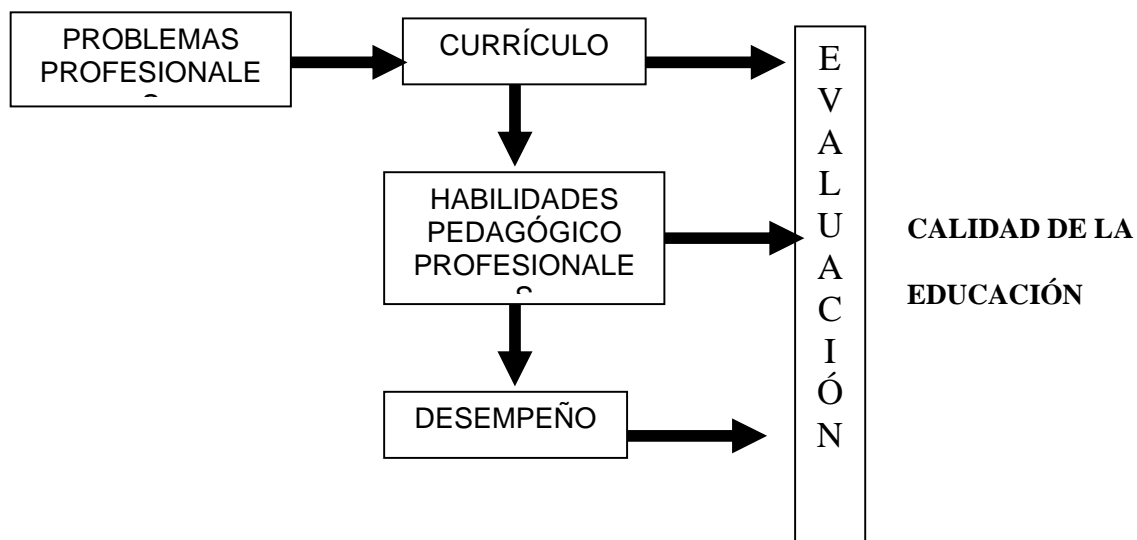 PROBLEMAS
PROFESIONALE
CURRÍCULO
HABILIDADES
PEDAGÓGICO
PROFESIONALE
DESEMPEÑO
E
V
A
L
U
A
C
I
Ó
N
CALIDAD DE LA
EDUCACIÓN